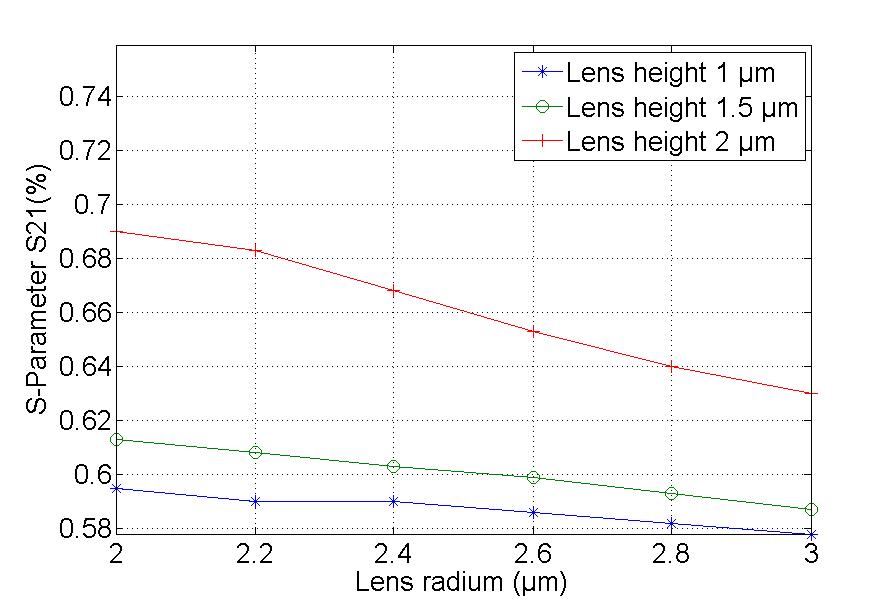 Lens height 1 µm
Lens height 1.5 µm
Lens height 2 µm
S-Parameter S21(%)
0.74
0.72
0.7
0.68
0.66
0.64
0.62
0.6
0.58
2 2.2 2.4 2.6 2.8 3
Lens radium (µm)